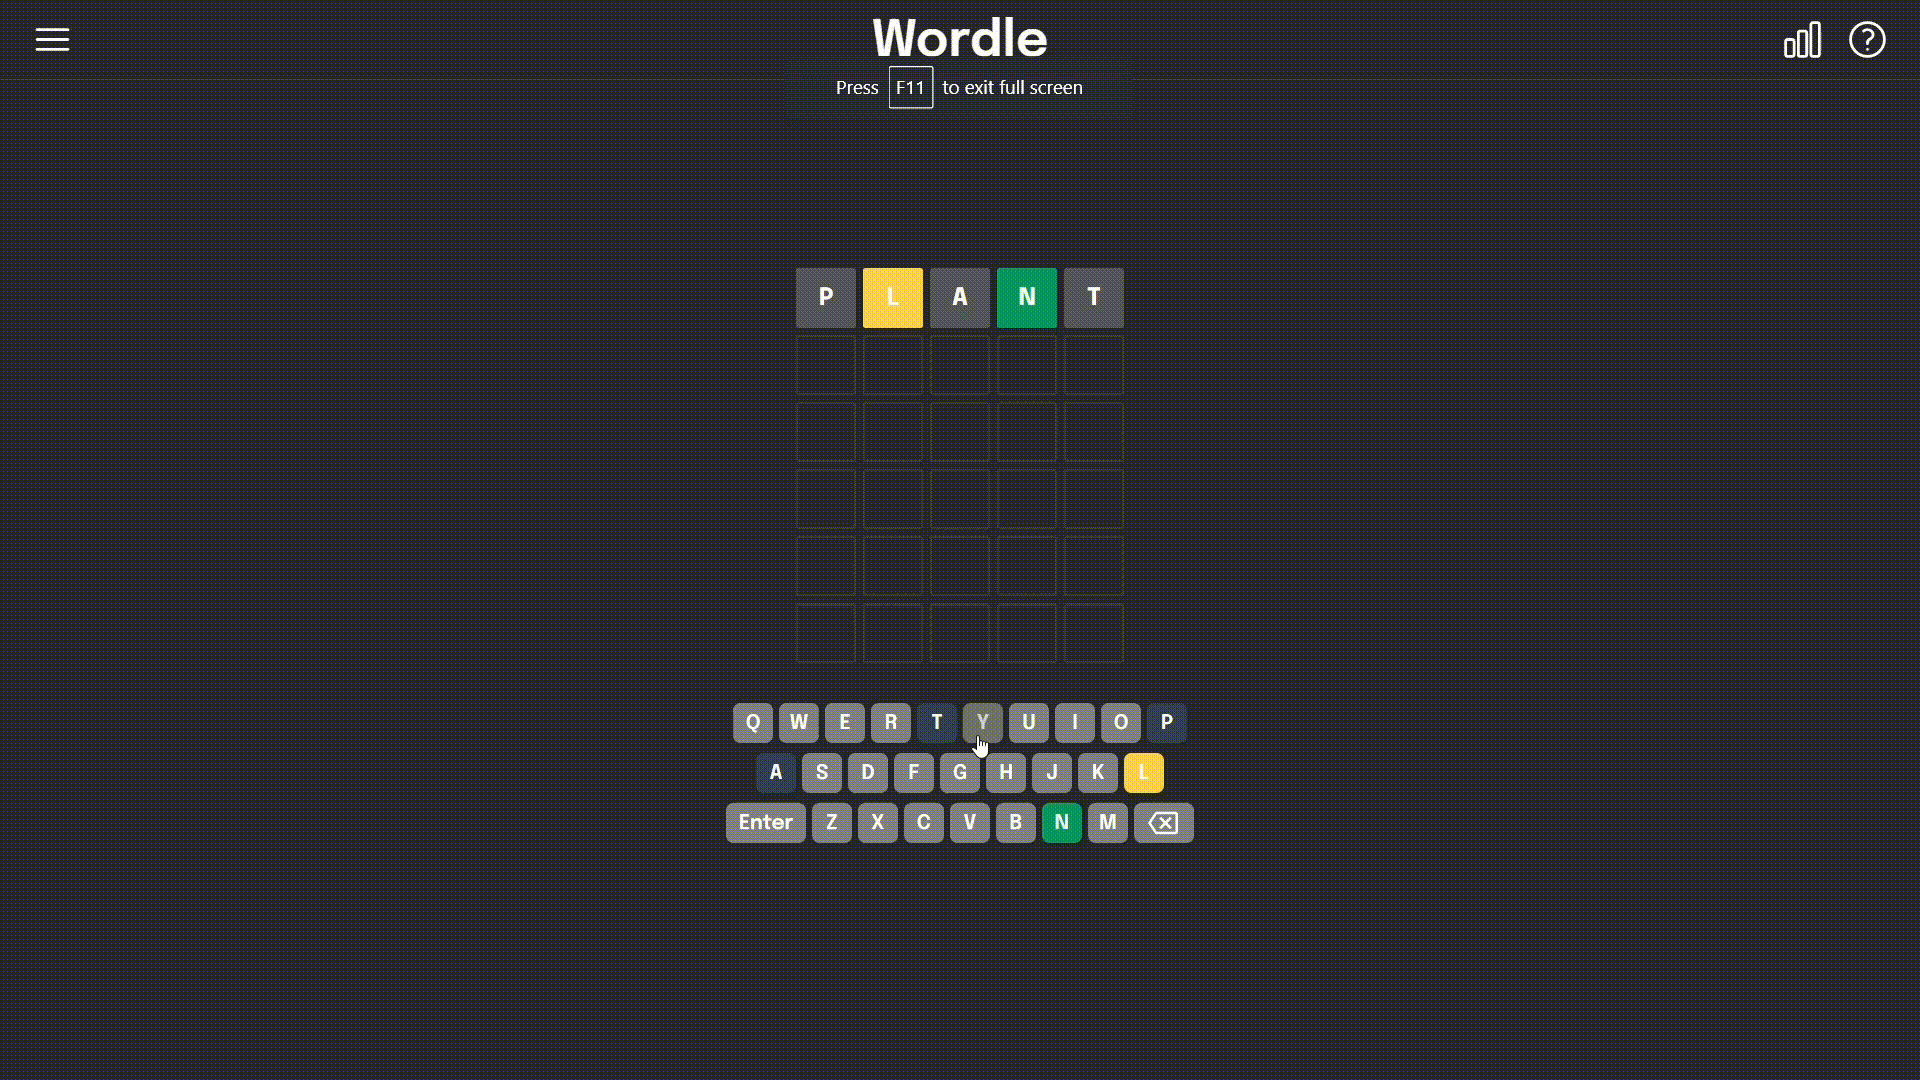 Wordle
Press F11 to exit full screen
P L A N T
Q W E R T Y U I O P
A S D F G H J K L
Enter Z X C V B N M